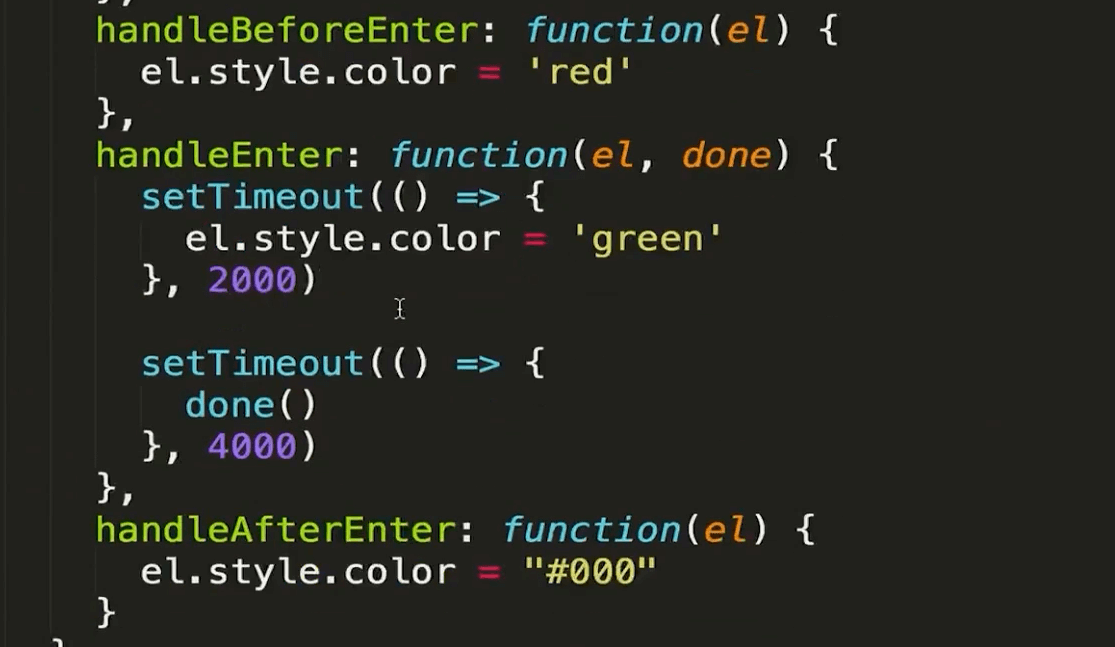 },
handleBeforeEnter: function(el) {
el.style.color = 'red'
},
handleEnter: function(el, done) {
setTimeout(() => {
el.style.color = 'green'
}, 2000)
setTimeout(() => {
done()
}, 4000)
},
handleAfterEnter: function(el) {
el.style.color = "#000"
}
}